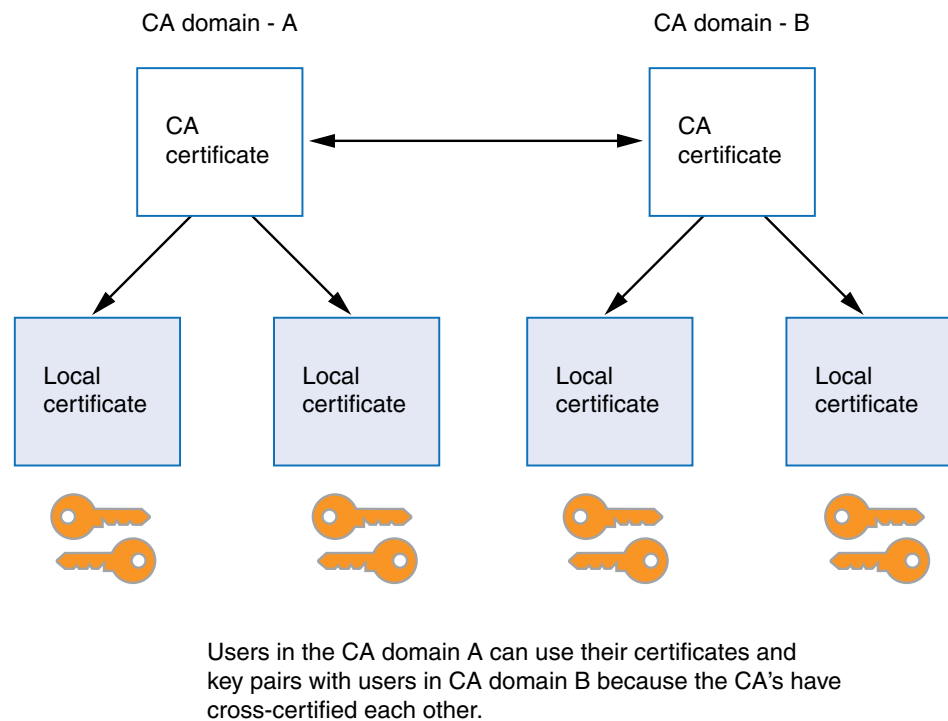 CA domain - A
CA domain - B
CA
certificate
CA
certificate
Local
certificate
Local
certificate
Local
certificate
Local
certificate
Users in the CA domain A can use their certificates and
key pairs with users in CA domain B because the CA's have
cross-certified each other.